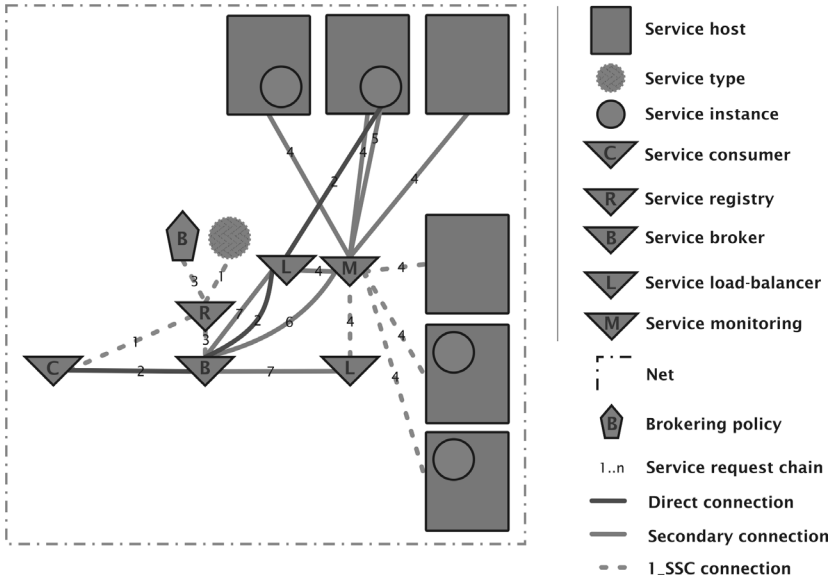 Service host
Service type
Service instance
C Service consumer
R Service registry
B Service broker
L Service load-balancer
M Service monitoring
Net
B Brokering policy
1..n Service request chain
Direct connection
Secondary connection
1_SSC connection
4
4
5
2
4
B
3
1
L
4
M
4
R
7
2
6
4
4
1
3
C
2
B
7
L
4